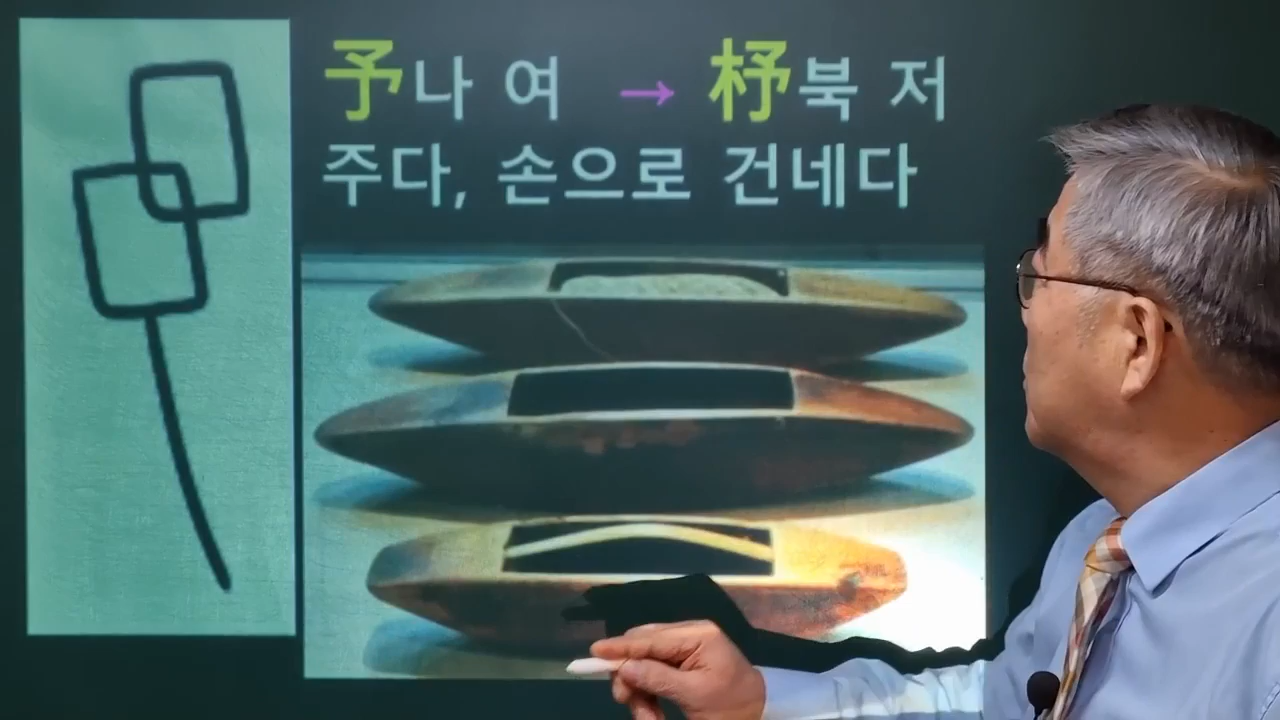 予나 여 → 杼북 저
주다, 손으로 건네다